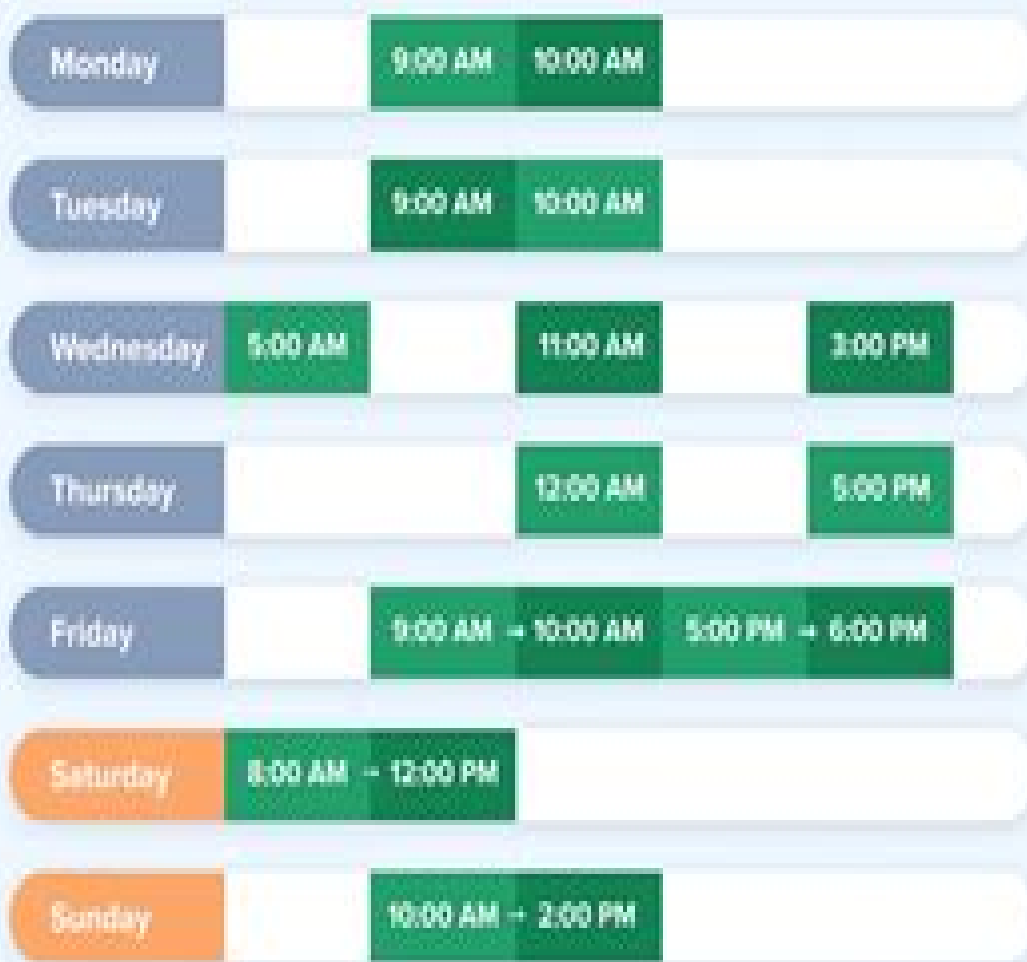 Monday 9:00 AM 10:00 AM
Tuesday 9:00 AM 10:00 AM
Wednesday 5:00 AM 11:00 AM 3:00 PM
Thursday 12:00 AM 5:00 PM
Friday 9:00 AM → 10:00 AM 5:00 PM → 6:00 PM
Saturday 8:00 AM → 12:00 PM
Sunday 10:00 AM → 2:00 PM